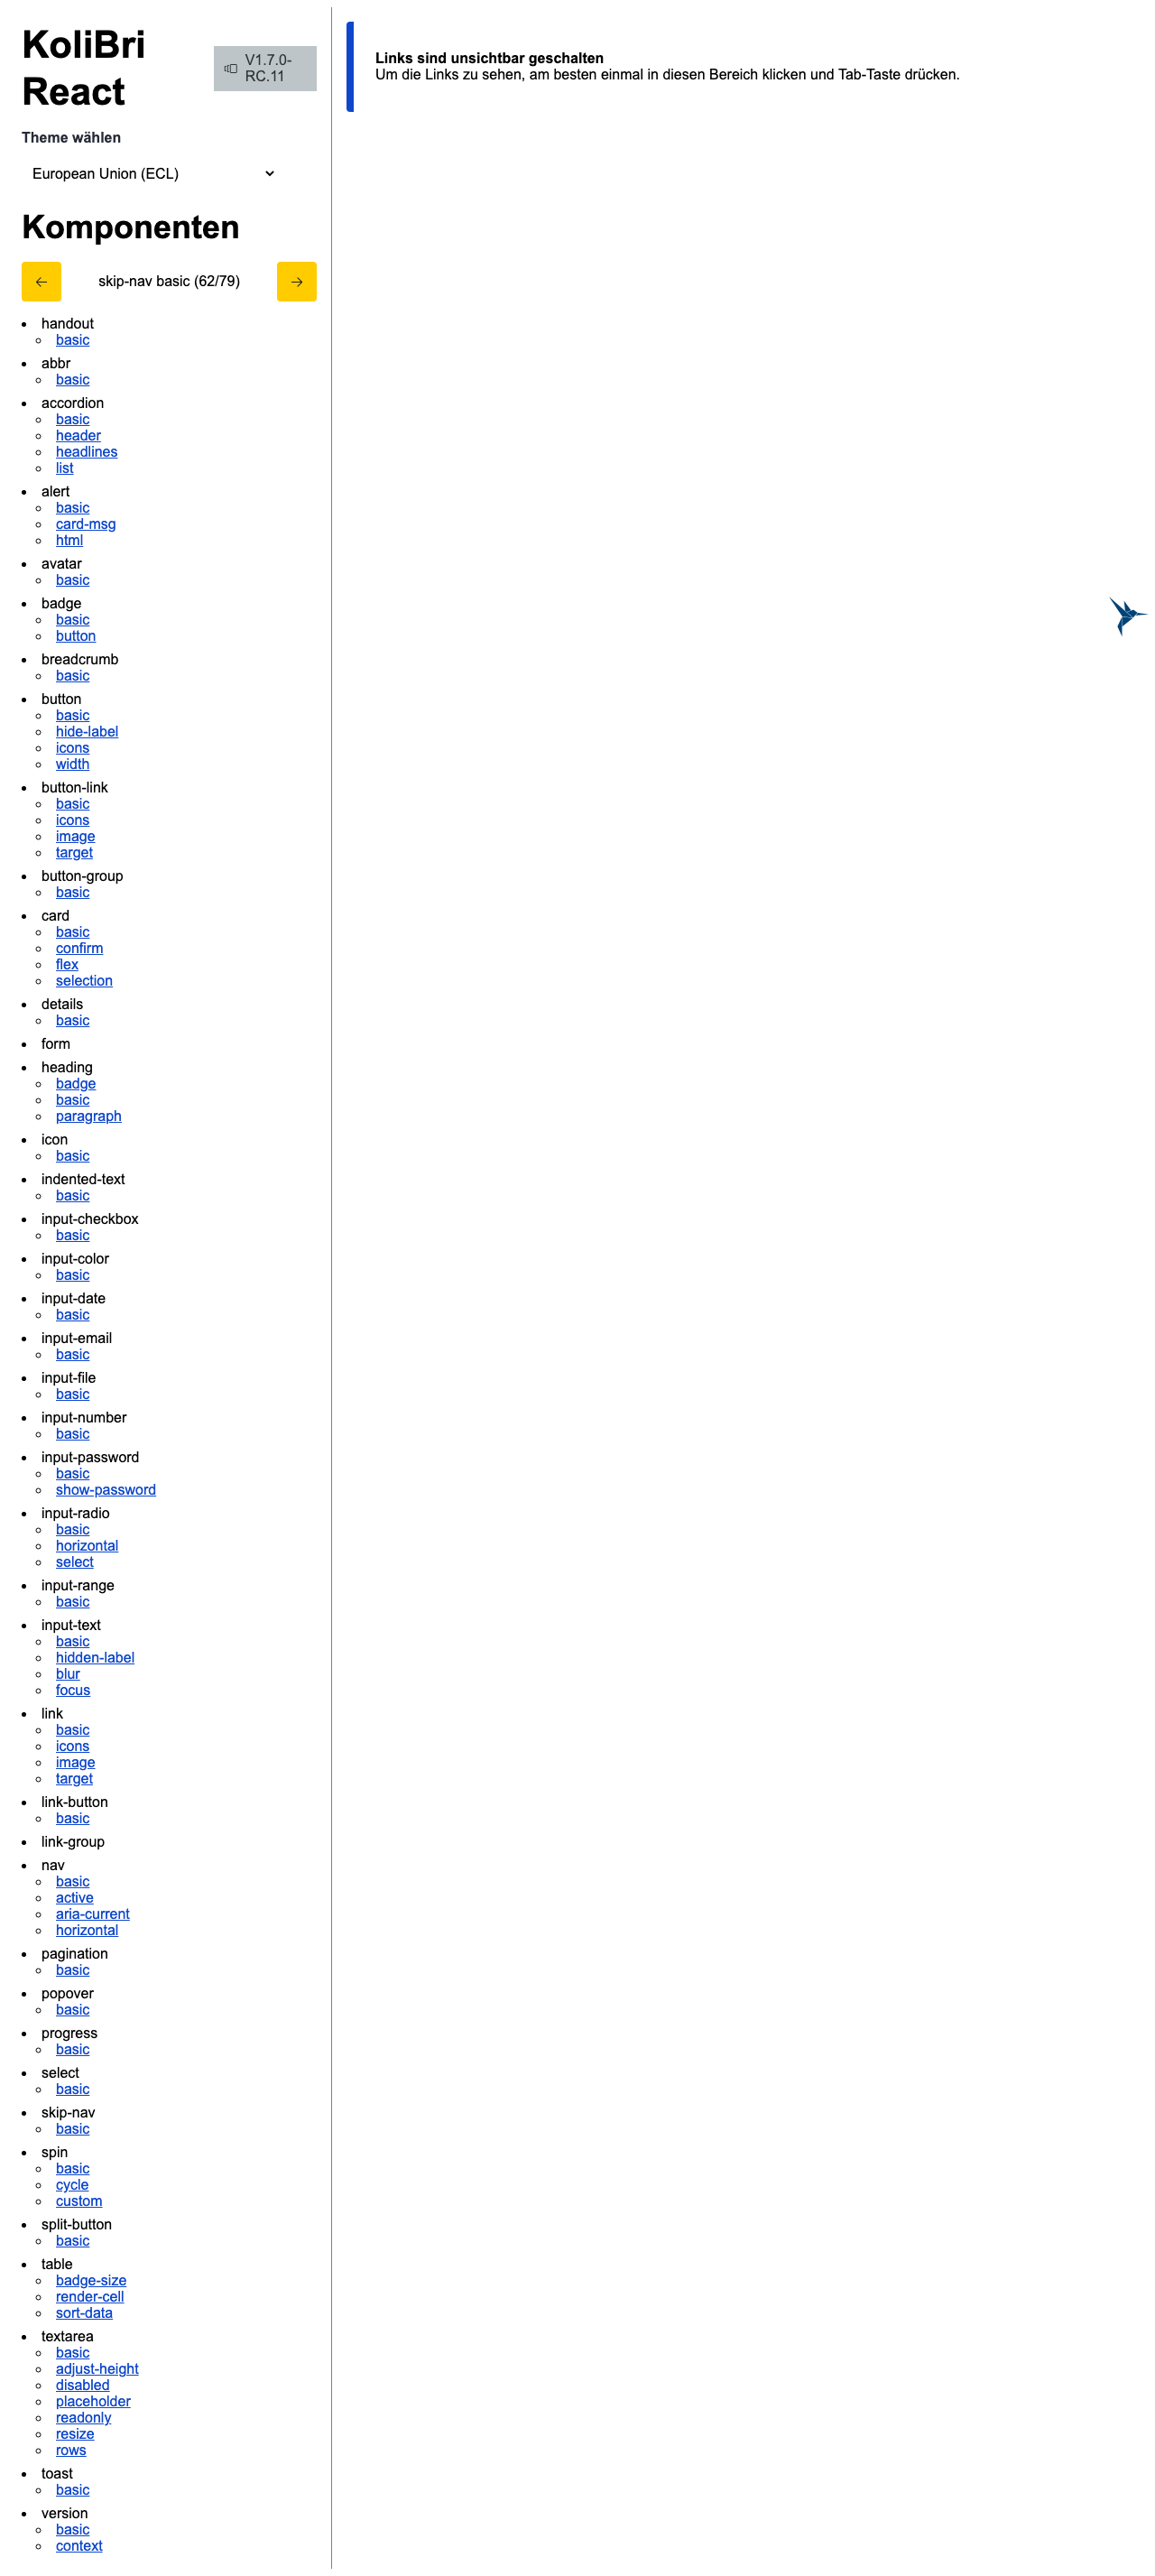 KoliBri
React
V1.7.0-
RC.11
Theme wählen
European Union (ECL)
Komponenten
skip-nav basic (62/79)
handout
basic
abbr
basic
accordion
basic
header
headlines
list
alert
basic
card-msg
html
avatar
basic
badge
basic
button
breadcrumb
basic
button
basic
hide-label
icons
width
button-link
basic
icons
image
target
button-group
basic
card
basic
confirm
flex
selection
details
basic
form
heading
badge
basic
paragraph
icon
basic
indented-text
basic
input-checkbox
basic
input-color
basic
input-date
basic
input-email
basic
input-file
basic
input-number
basic
input-password
basic
show-password
input-radio
basic
horizontal
select
input-range
basic
input-text
basic
hidden-label
blur
focus
link
basic
icons
image
target
link-button
basic
link-group
nav
basic
active
aria-current
horizontal
pagination
basic
popover
basic
progress
basic
select
basic
skip-nav
basic
spin
basic
cycle
custom
split-button
basic
table
badge-size
render-cell
sort-data
textarea
basic
adjust-height
disabled
placeholder
readonly
resize
rows
toast
basic
version
basic
context
Links sind unsichtbar geschalten
Um die Links zu sehen, am besten einmal in diesen Bereich klicken und Tab-Taste drücken.